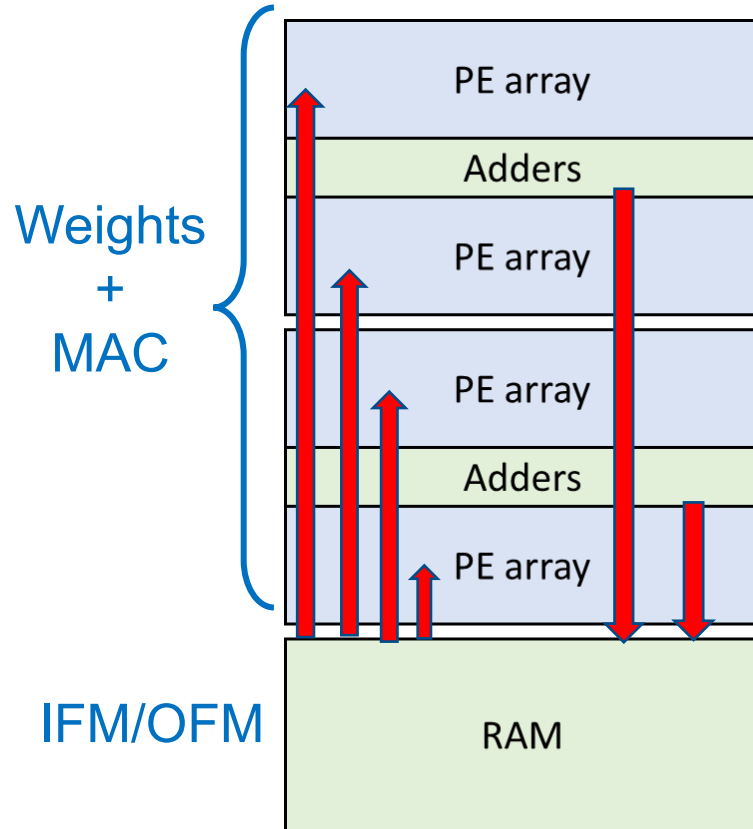 PE array
Adders
PE array
Weights
+
MAC
PE array
Adders
PE array
IFM/OFM
RAM